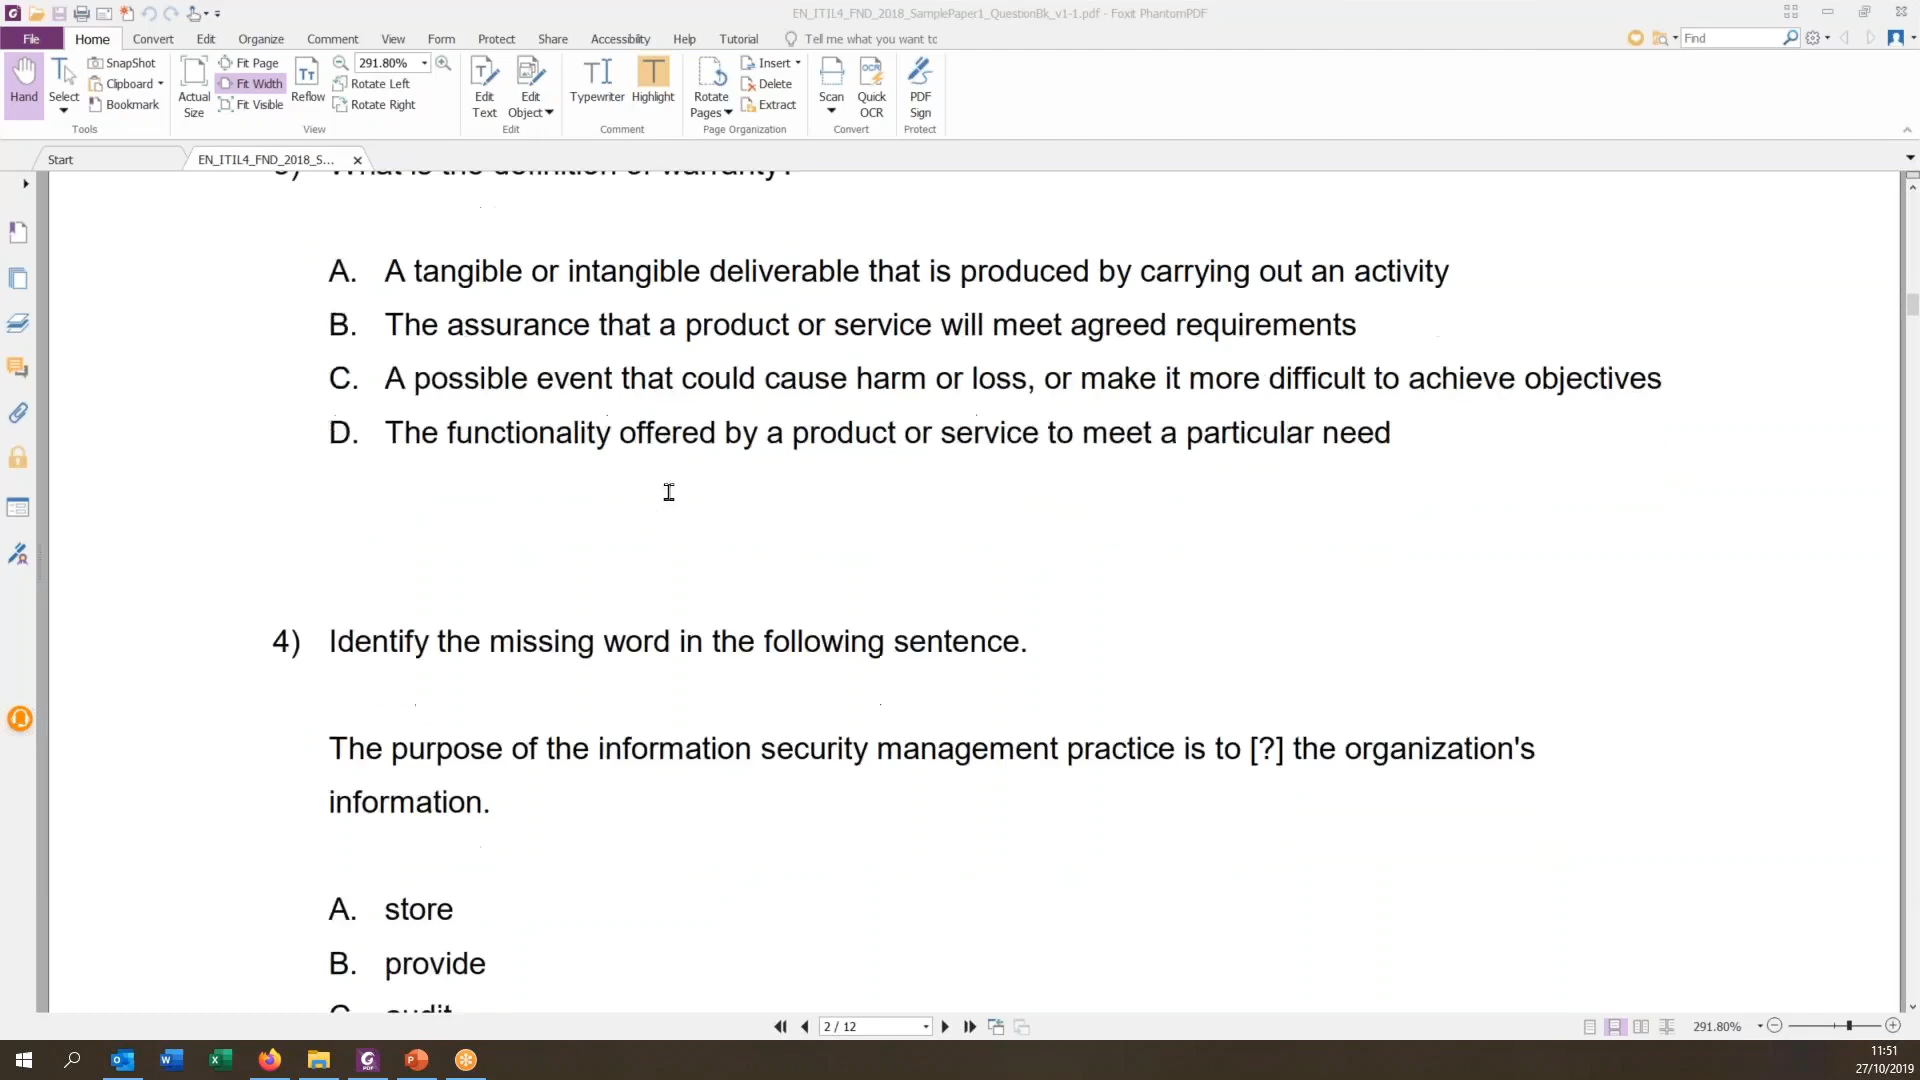 EN_ITIL4_FND_2018_SamplePaper1_QuestionBk_v1-1.pdf - Foxit PhantomPDF
File Home Convert Edit Organize Comment View Form Protect Share Accessibility Help Tutorial Tell me what you want to Find
Hand
Select
SnapShot
Clipboard
Bookmark
Tools
Actual Size
Fit Page
Fit Width
Fit Visible
Reflow
291.80%
Rotate Left
Rotate Right
View
Edit Text
Edit Object
Edit
Typewriter
Highlight
Comment
Rotate Pages
Insert
Delete
Extract
Page Organization
Scan
Quick OCR
Convert
PDF Sign
Protect
Start
EN_ITIL4_FND_2018_S...
What is the definition of warranty?
A. A tangible or intangible deliverable that is produced by carrying out an activity
B. The assurance that a product or service will meet agreed requirements
C. A possible event that could cause harm or loss, or make it more difficult to achieve objectives
D. The functionality offered by a product or service to meet a particular need
4) Identify the missing word in the following sentence.
The purpose of the information security management practice is to [?] the organization's
information.
A. store
B. provide
C. audit
2 / 12
291.80%
11:51
27/10/2019